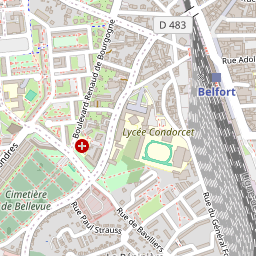 D 483
Boulevard Renaud de Bourgogne
Rue Adol
Belfort
Lycée Condorcet
ondres
Cimetière
de Bellevue
Rue Paul Strauss
Rue de Bavilliers
Rue du Général Fo